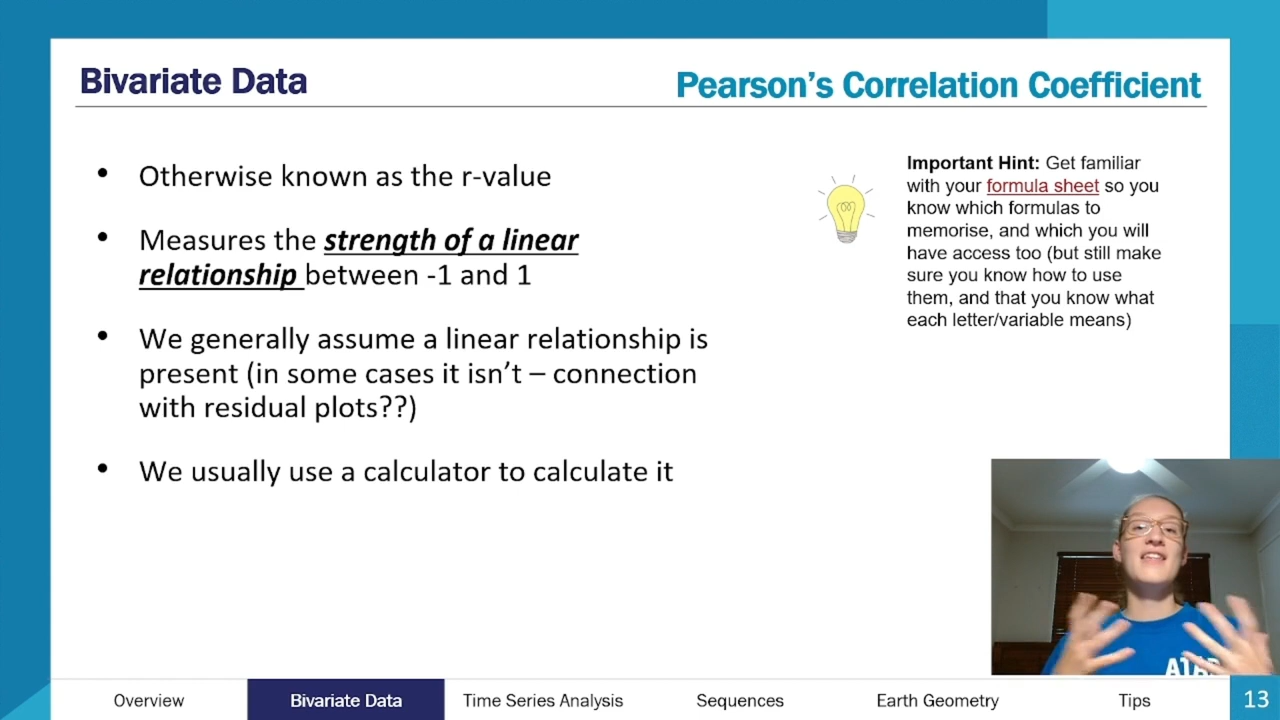 Bivariate Data
Pearson's Correlation Coefficient
• Otherwise known as the r-value
• Measures the strength of a linear
relationship between -1 and 1
• We generally assume a linear relationship is
present (in some cases it isn't – connection
with residual plots??)
• We usually use a calculator to calculate it
Important Hint: Get familiar
with your formula sheet so you
know which formulas to
memorise, and which you will
have access too (but still make
sure you know how to use
them, and that you know what
each letter/variable means)
Overview
Bivariate Data
Time Series Analysis
Sequences
Earth Geometry
Tips
13